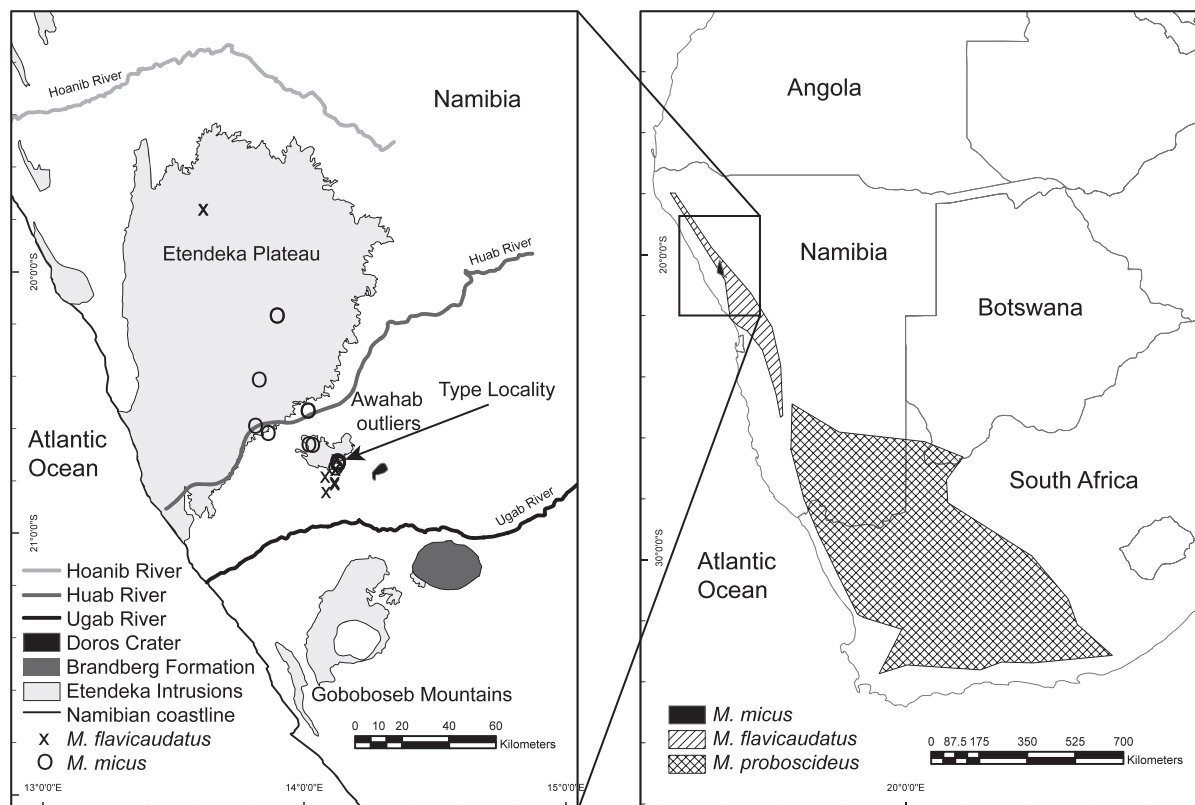 Hoanib River
Namibia
Etendeka Plateau
Huab River
20°0'0"S
Type Locality
Awahab
outliers
Atlantic
Ocean
Ugab River
21°0'0"S
Hoanib River
Huab River
Ugab River
Doros Crater
Brandberg Formation
Etendeka Intrusions
Namibian coastline
x M. flavicaudatus
O M. micus
Goboboseb Mountains
0 10 20 40 60
Kilometers
13°0'0"E 14°0'0"E 15°0'0"E
Angola
Namibia
20°0'0"S
Botswana
South Africa
30°0'0"S
Atlantic
Ocean
M. micus
M. flavicaudatus
M. proboscideus
0 87.5 175 350 525 700
Kilometers
20°0'0"E